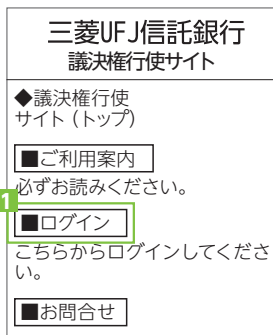 三菱UFJ信託銀行
議決権行使サイト
◆議決権行使
サイト（トップ）
■ご利用案内
必ずお読みください。
1
■ログイン
こちらからログインしてくださ
い。
■お問合せ